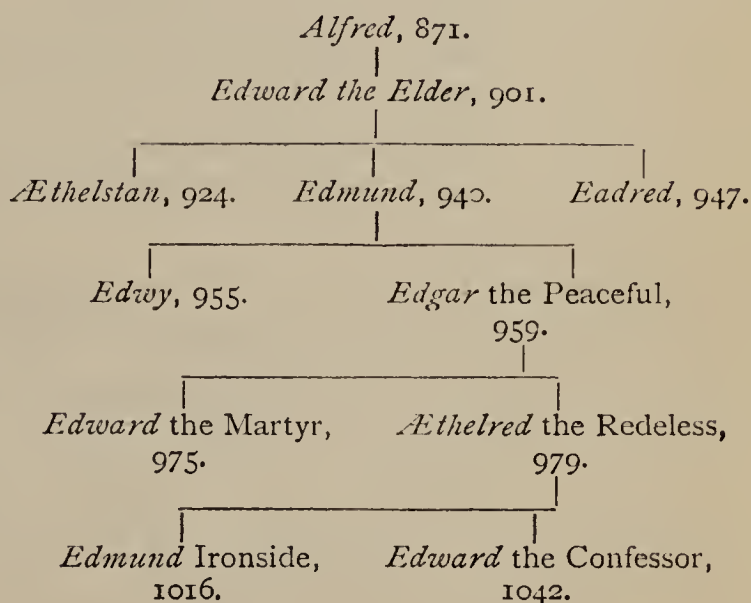 Alfred, 871.
Edward the Elder, 901.
Æthelstan, 924. Edmund, 940. Eadred, 947.
Edwy, 955. Edgar the Peaceful,
959.
Edward the Martyr, Æthelred the Redeless,
975. 979.
Edmund Ironside, Edward the Confessor,
1016. 1042.